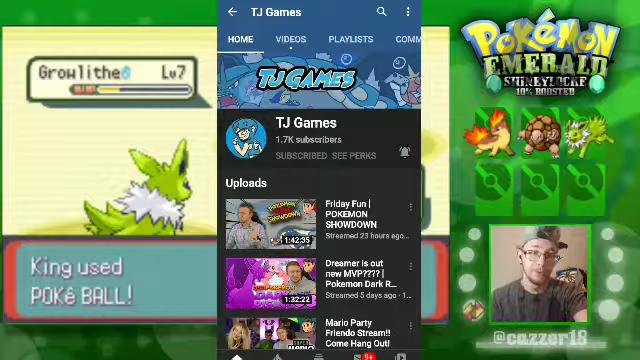 Growlithe♂ Lv7
King used
POKé BALL!
TJ Games
HOME VIDEOS PLAYLISTS COMM
TJ GAMES
TJ Games
1.7K subscribers
SUBSCRIBED SEE PERKS
Uploads
Friday Fun |
POKEMON
SHOWDOWN
Streamed 23 hours ago...
1:42:35
Dreamer is out
new MVP???? |
Pokemon Dark R...
Streamed 5 days ago · 1...
1:32:22
Mario Party
Friendo Stream!!
Come Hang Out!
9+
POKéMON
EMERALD
SHINEYLOCKE
10% BOOSTED
@cazzer18